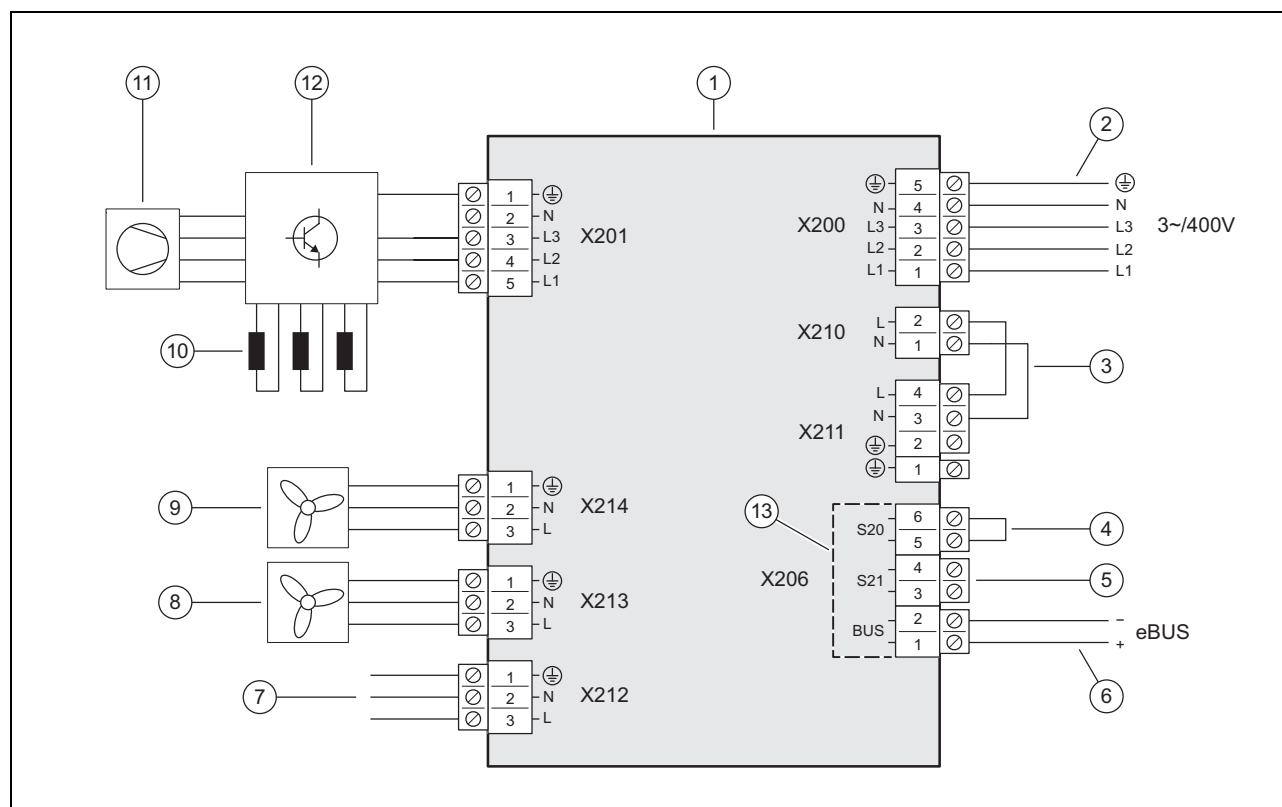 11
12
1
2
1
2 N
3 L3
4 L2
5 L1
X201
X200
5
N 4
L3 3
L2 2
L1 1
N
L3
L2
L1
3~/400V
10
X210
L 2
N 1
3
X211
L 4
N 3
2
1
9
1
2 N
3 L
X214
13
X206
S20
6
5
4
8
1
2 N
3 L
X213
S21
4
3
5
BUS
2
1
–
+
eBUS
6
7
1
2 N
3 L
X212